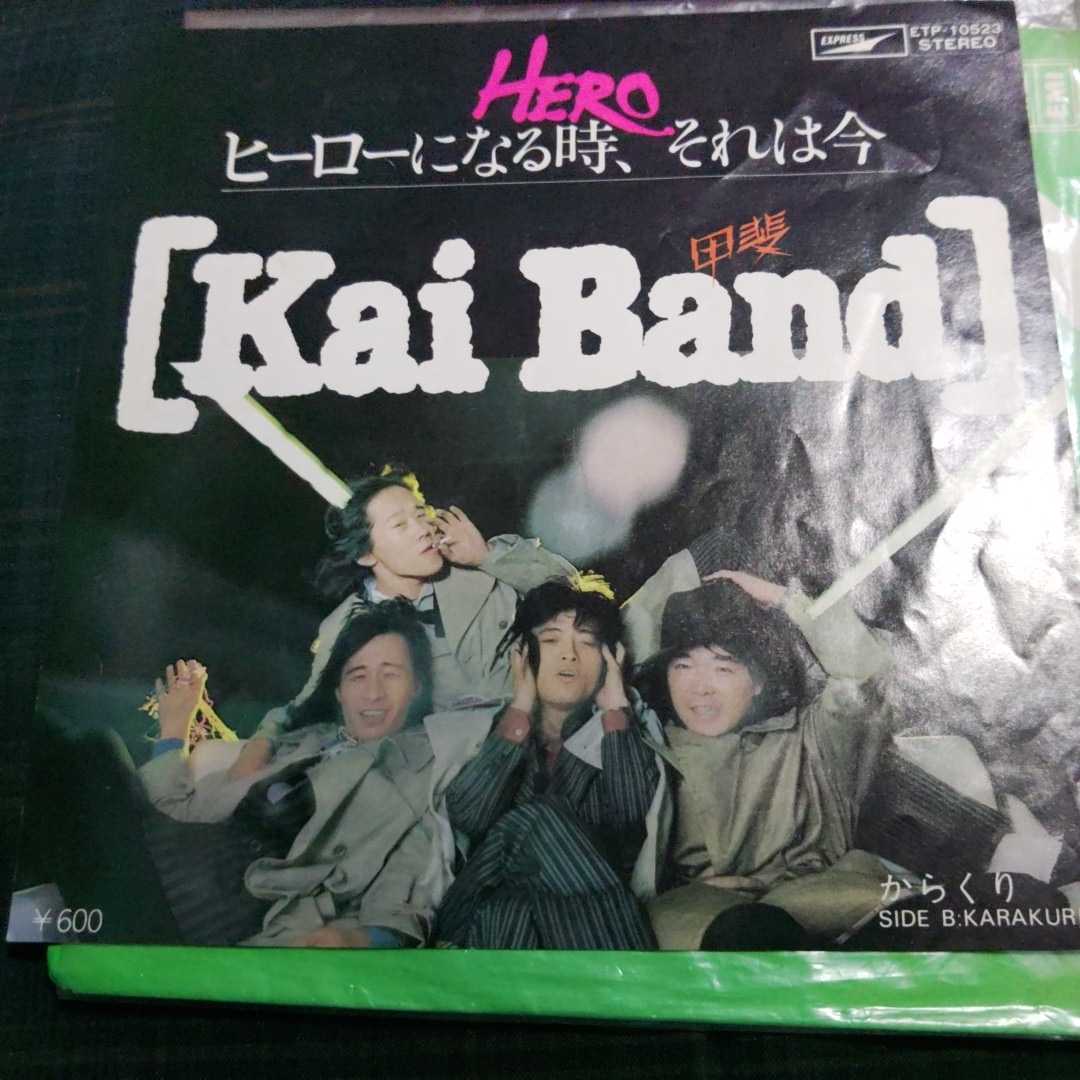 EXPRESS
ETP-10523
STEREO
HERO
ヒーローになる時、それは今
甲斐
[Kai Band]
EMI
からくり
SIDE B:KARAKURI
¥600